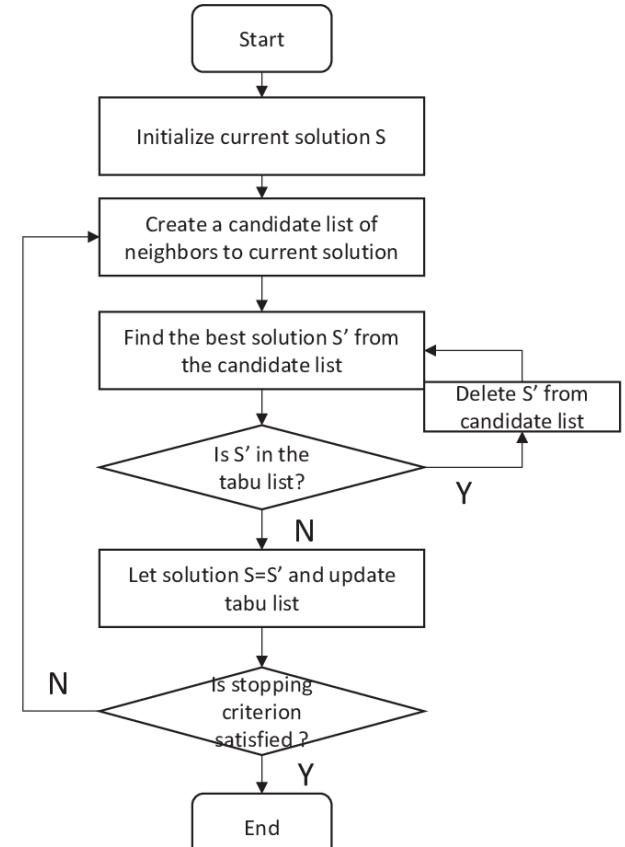 Start
Initialize current solution S
Create a candidate list of
neighbors to current solution
Find the best solution S’ from
the candidate list
Delete S’ from
candidate list
Is S’ in the
tabu list?
Y
N
Let solution S=S’ and update
tabu list
N
Is stopping
criterion
satisfied ?
Y
End